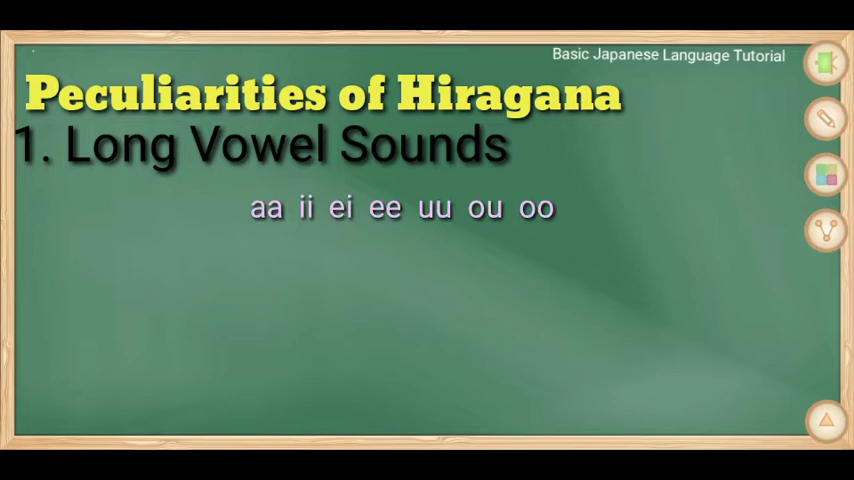 Basic Japanese Language Tutorial
Peculiarities of Hiragana
1. Long Vowel Sounds
aa ii ei ee uu ou oo